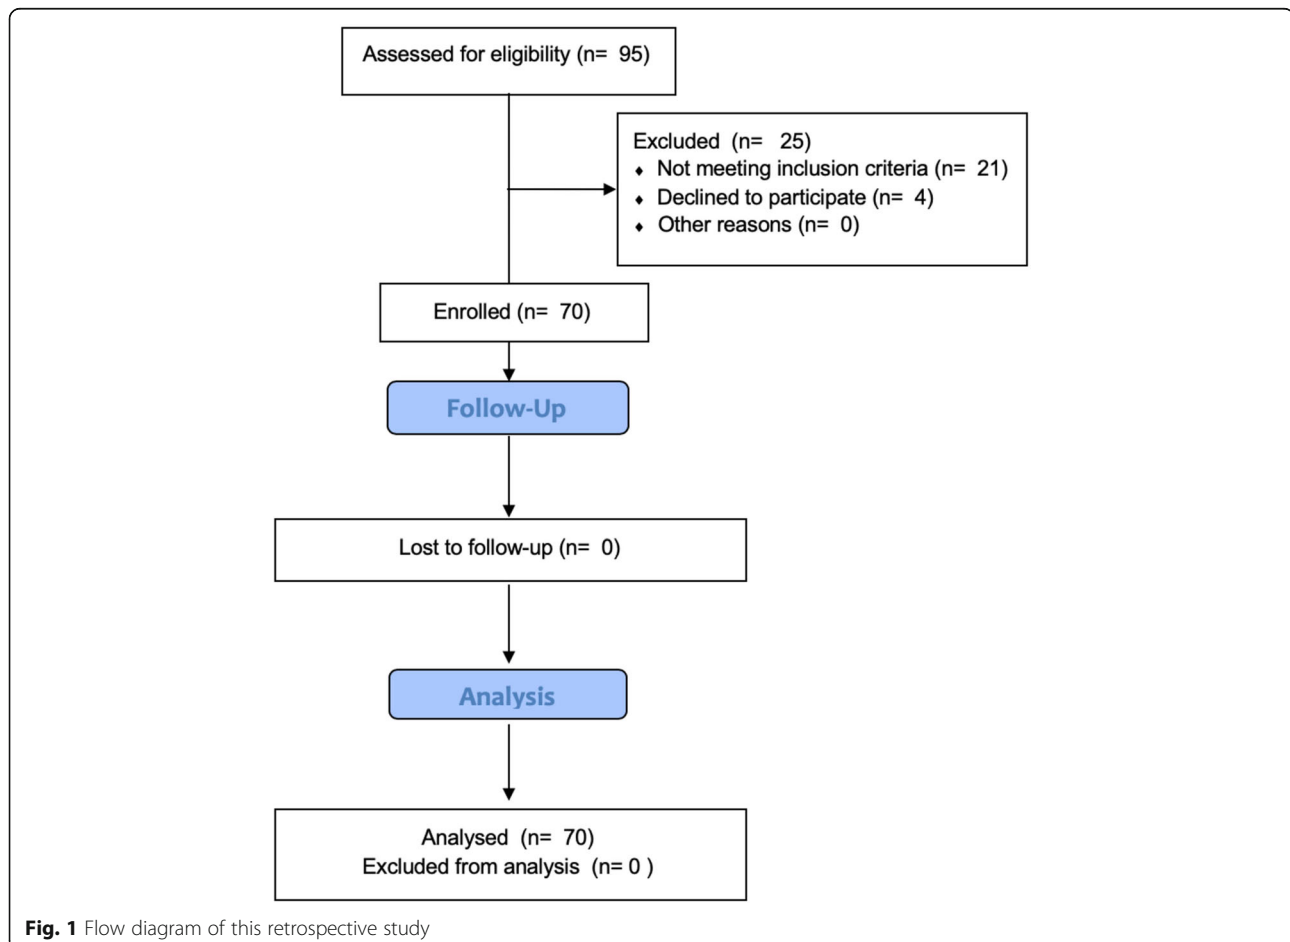 Assessed for eligibility (n=  95)
Excluded  (n=   25)
♦ Not meeting inclusion criteria (n=  21)
♦ Declined to participate (n=  4)
♦ Other reasons (n=  0)
Enrolled (n=  70)
Follow-Up
Lost to follow-up (n=  0)
Analysis
Analysed  (n=  70)
Excluded from analysis  (n= 0 )
Fig. 1 Flow diagram of this retrospective study